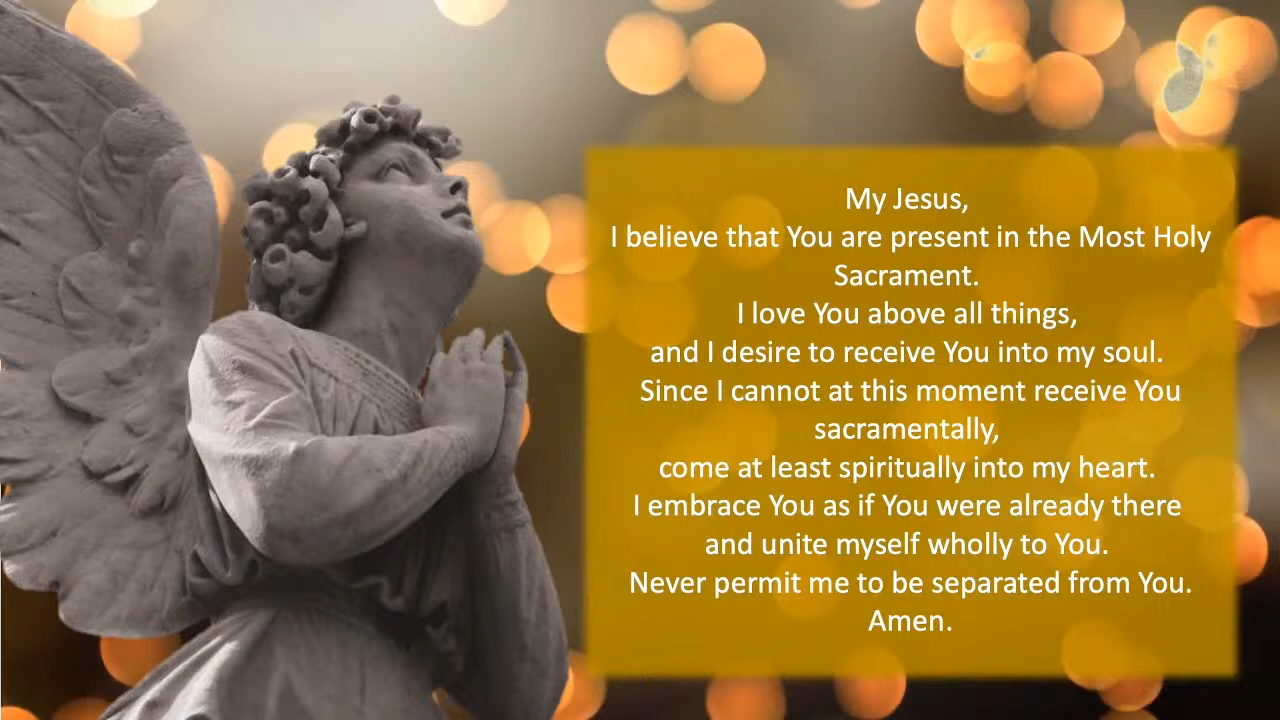 My Jesus,
I believe that You are present in the Most Holy
Sacrament.
I love You above all things,
and I desire to receive You into my soul.
Since I cannot at this moment receive You
sacramentally,
come at least spiritually into my heart.
I embrace You as if You were already there
and unite myself wholly to You.
Never permit me to be separated from You.
Amen.